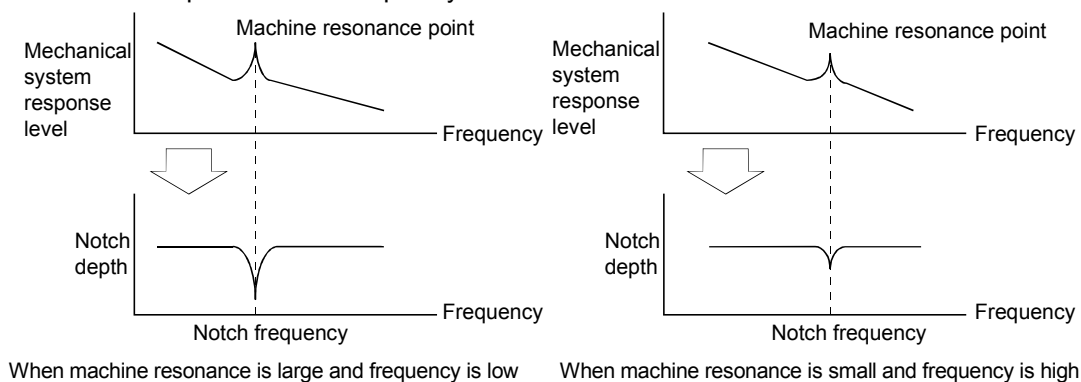 Machine resonance point
Mechanical
system
response
level
Frequency
Notch
depth
Frequency
Notch frequency
When machine resonance is large and frequency is low
Machine resonance point
Mechanical
system
response
level
Frequency
Notch
depth
Frequency
Notch frequency
When machine resonance is small and frequency is high